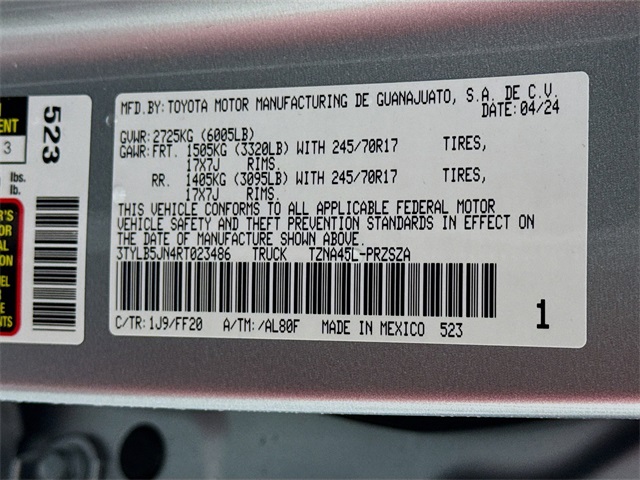 MFD.BY: TOYOTA MOTOR MANUFACTURING DE GUANAJUATO, S.A. DE C.V.
DATE: 04/24
GVWR: 2725KG (6005LB)
GAWR: FRT. 1505KG (3320LB) WITH 245/70R17 TIRES,
17X7J RIMS.
RR. 1405KG (3095LB) WITH 245/70R17 TIRES,
17X7J RIMS.
THIS VEHICLE CONFORMS TO ALL APPLICABLE FEDERAL MOTOR
VEHICLE SAFETY AND THEFT PREVENTION STANDARDS IN EFFECT ON
THE DATE OF MANUFACTURE SHOWN ABOVE.
3TYLB5JN4RT023486 TRUCK TZNA45L-PRZSZA
C/TR: 1J9/FF20 A/TM: /AL80F MADE IN MEXICO 523
1
523
3
lbs.
lb.